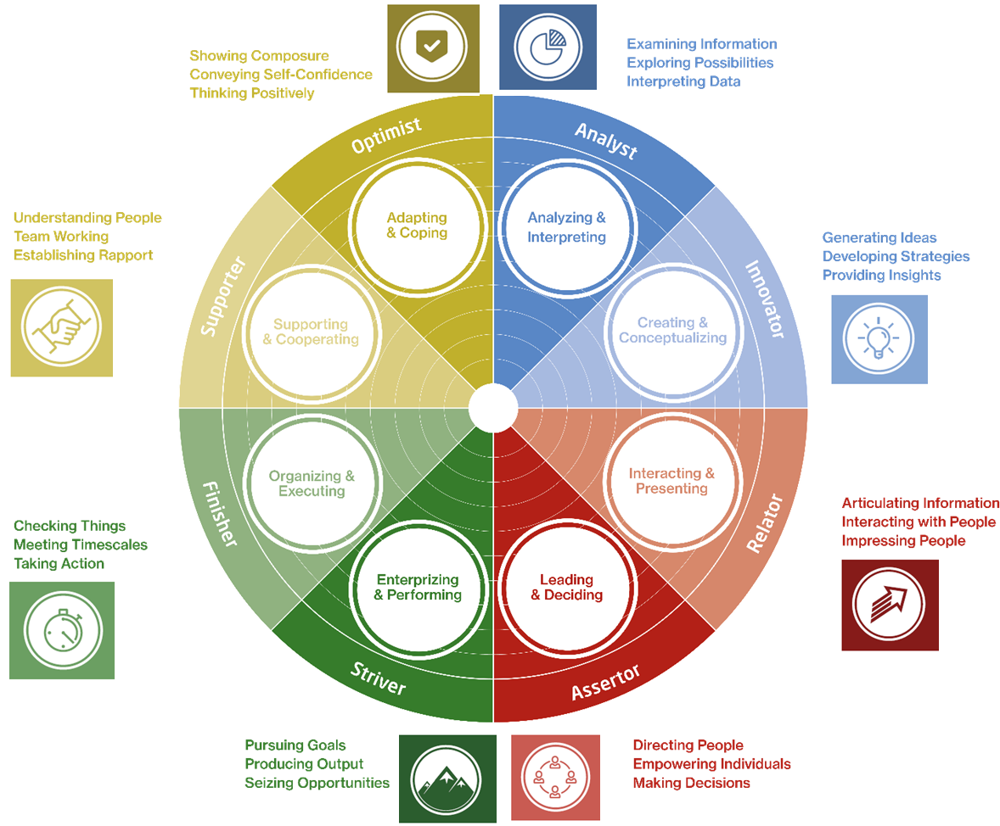 Showing Composure
Conveying Self-Confidence
Thinking Positively
Examining Information
Exploring Possibilities
Interpreting Data
Optimist
Analyst
Adapting
& Coping
Analyzing &
Interpreting
Understanding People
Team Working
Establishing Rapport
Generating Ideas
Developing Strategies
Providing Insights
Supporter
Innovator
Supporting
& Cooperating
Creating &
Conceptualizing
Organizing &
Executing
Interacting &
Presenting
Finisher
Relator
Checking Things
Meeting Timescales
Taking Action
Articulating Information
Interacting with People
Impressing People
Enterprizing
& Performing
Leading
& Deciding
Striver
Assertor
Pursuing Goals
Producing Output
Seizing Opportunities
Directing People
Empowering Individuals
Making Decisions